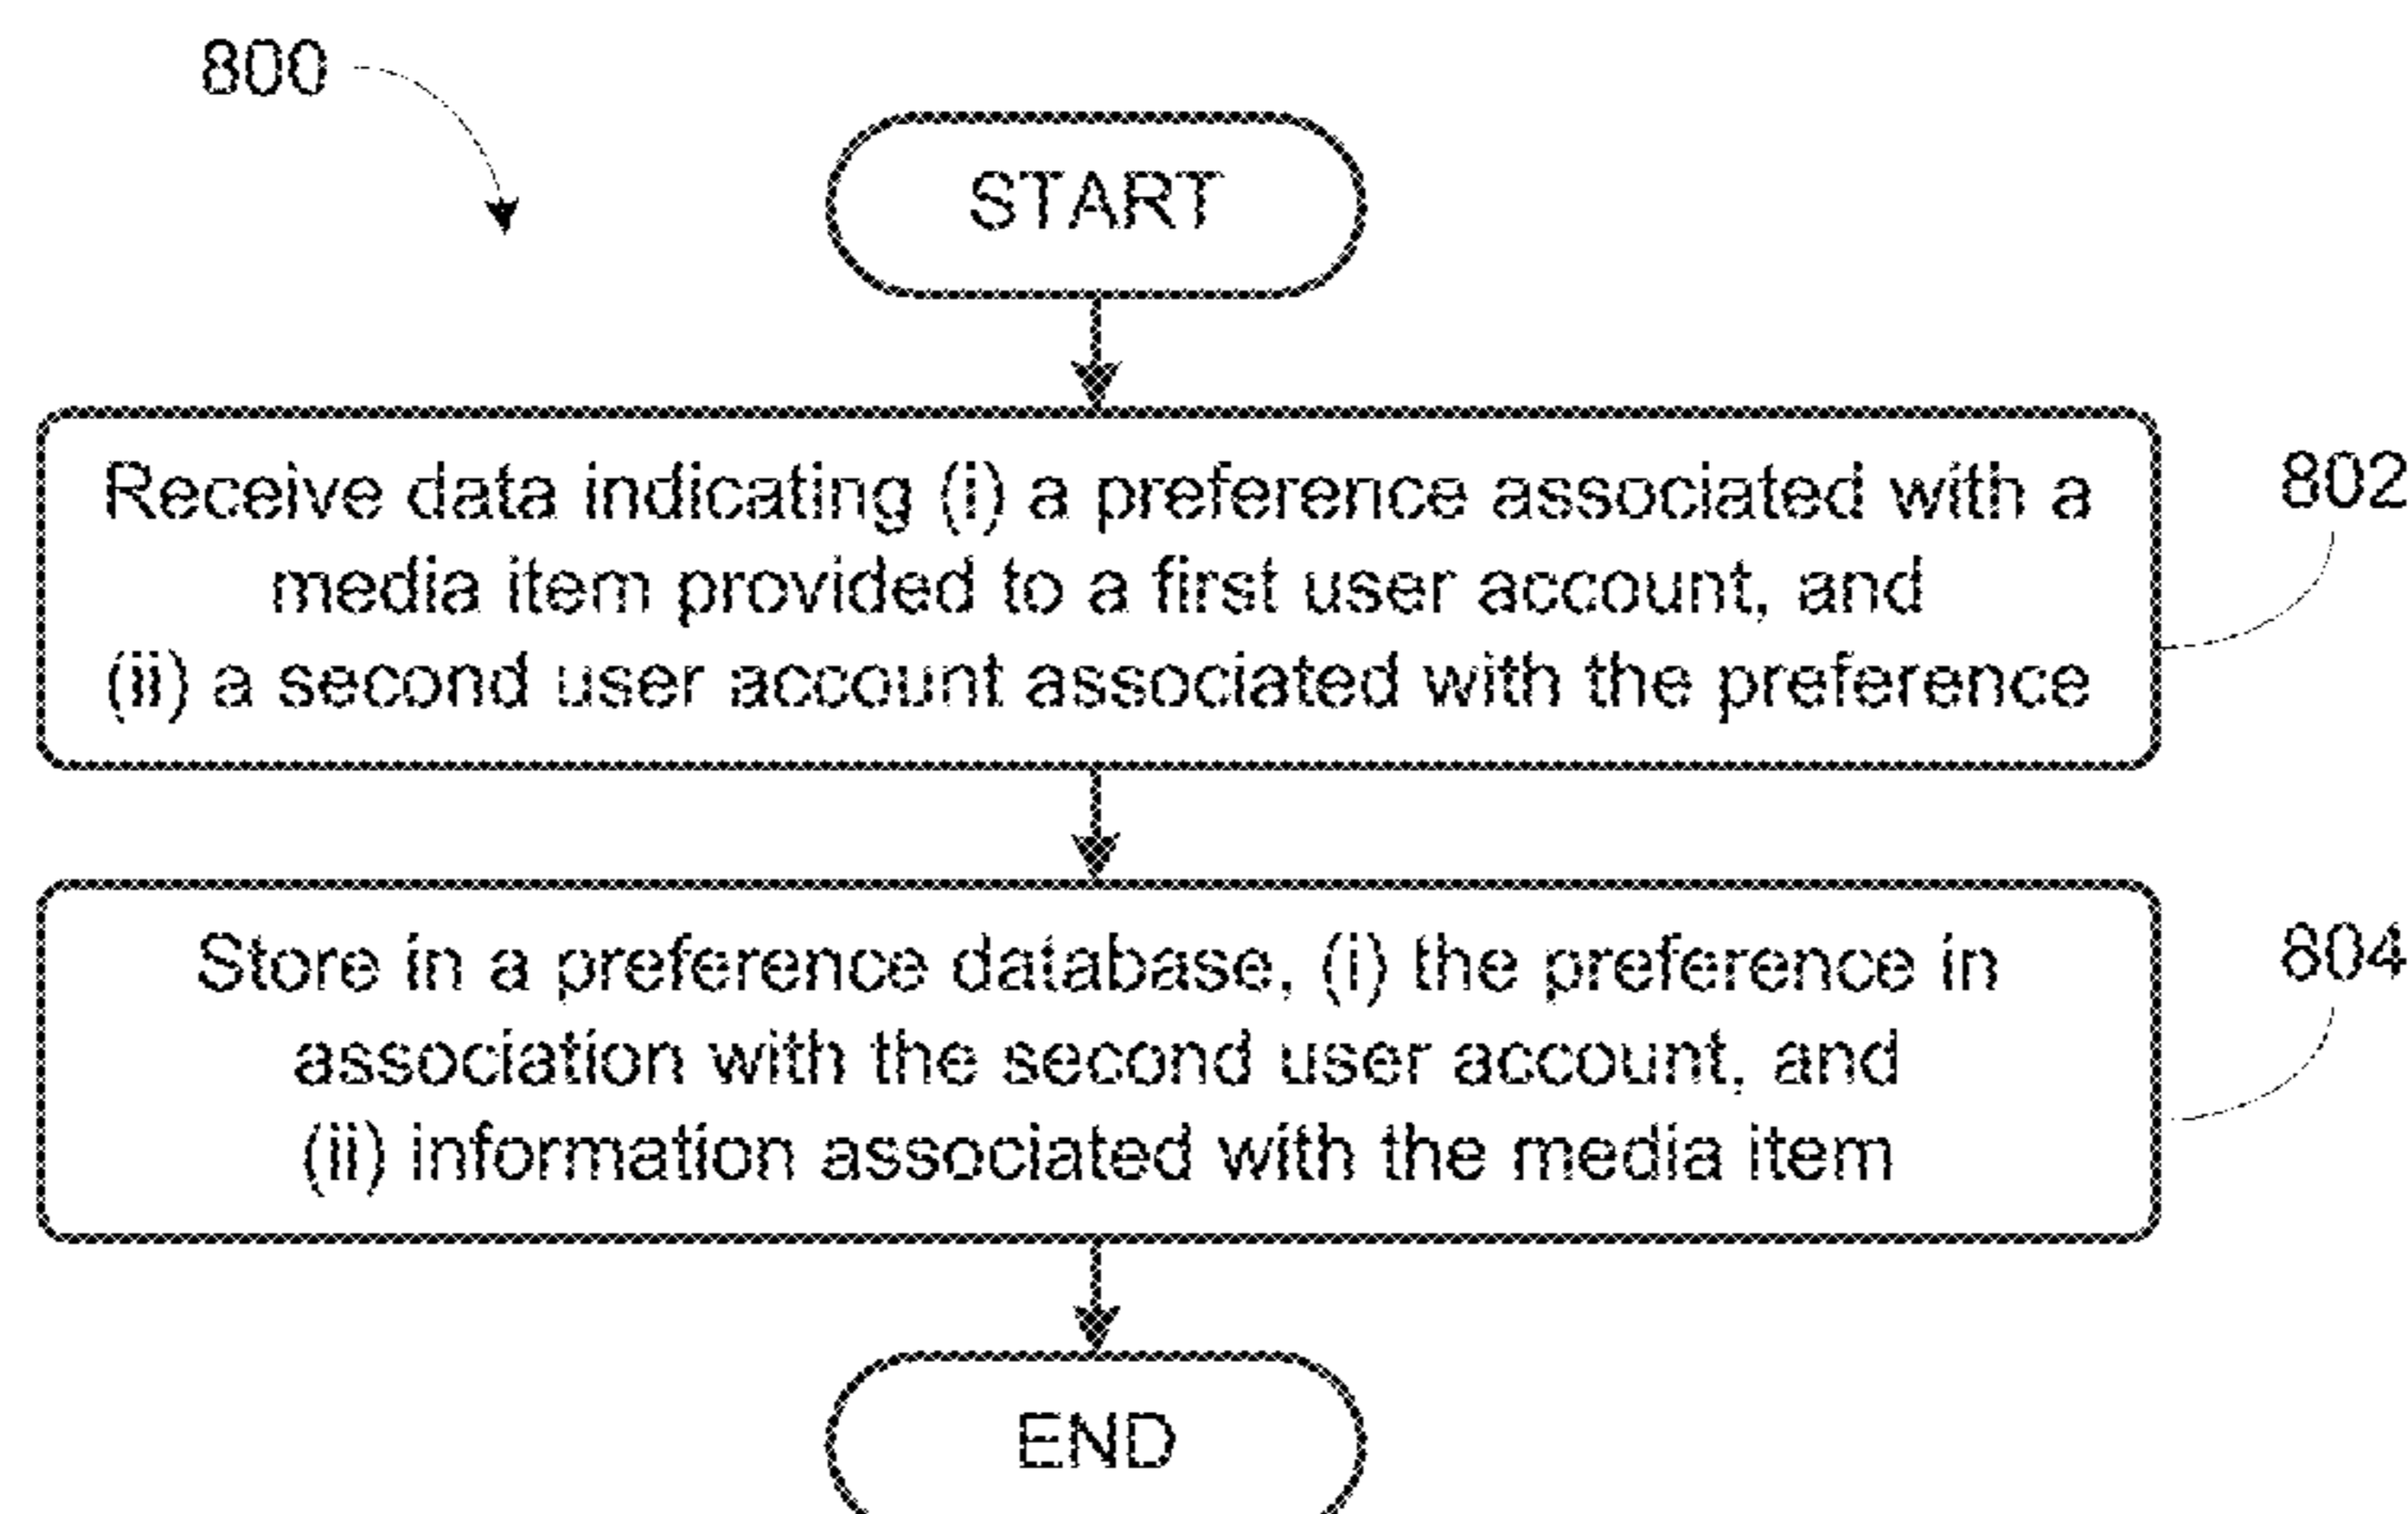 800
START
Receive data indicating (i) a preference associated with a
media item provided to a first user account, and
(ii) a second user account associated with the preference
802
Store in a preference database, (i) the preference in
association with the second user account, and
(ii) information associated with the media item
804
END